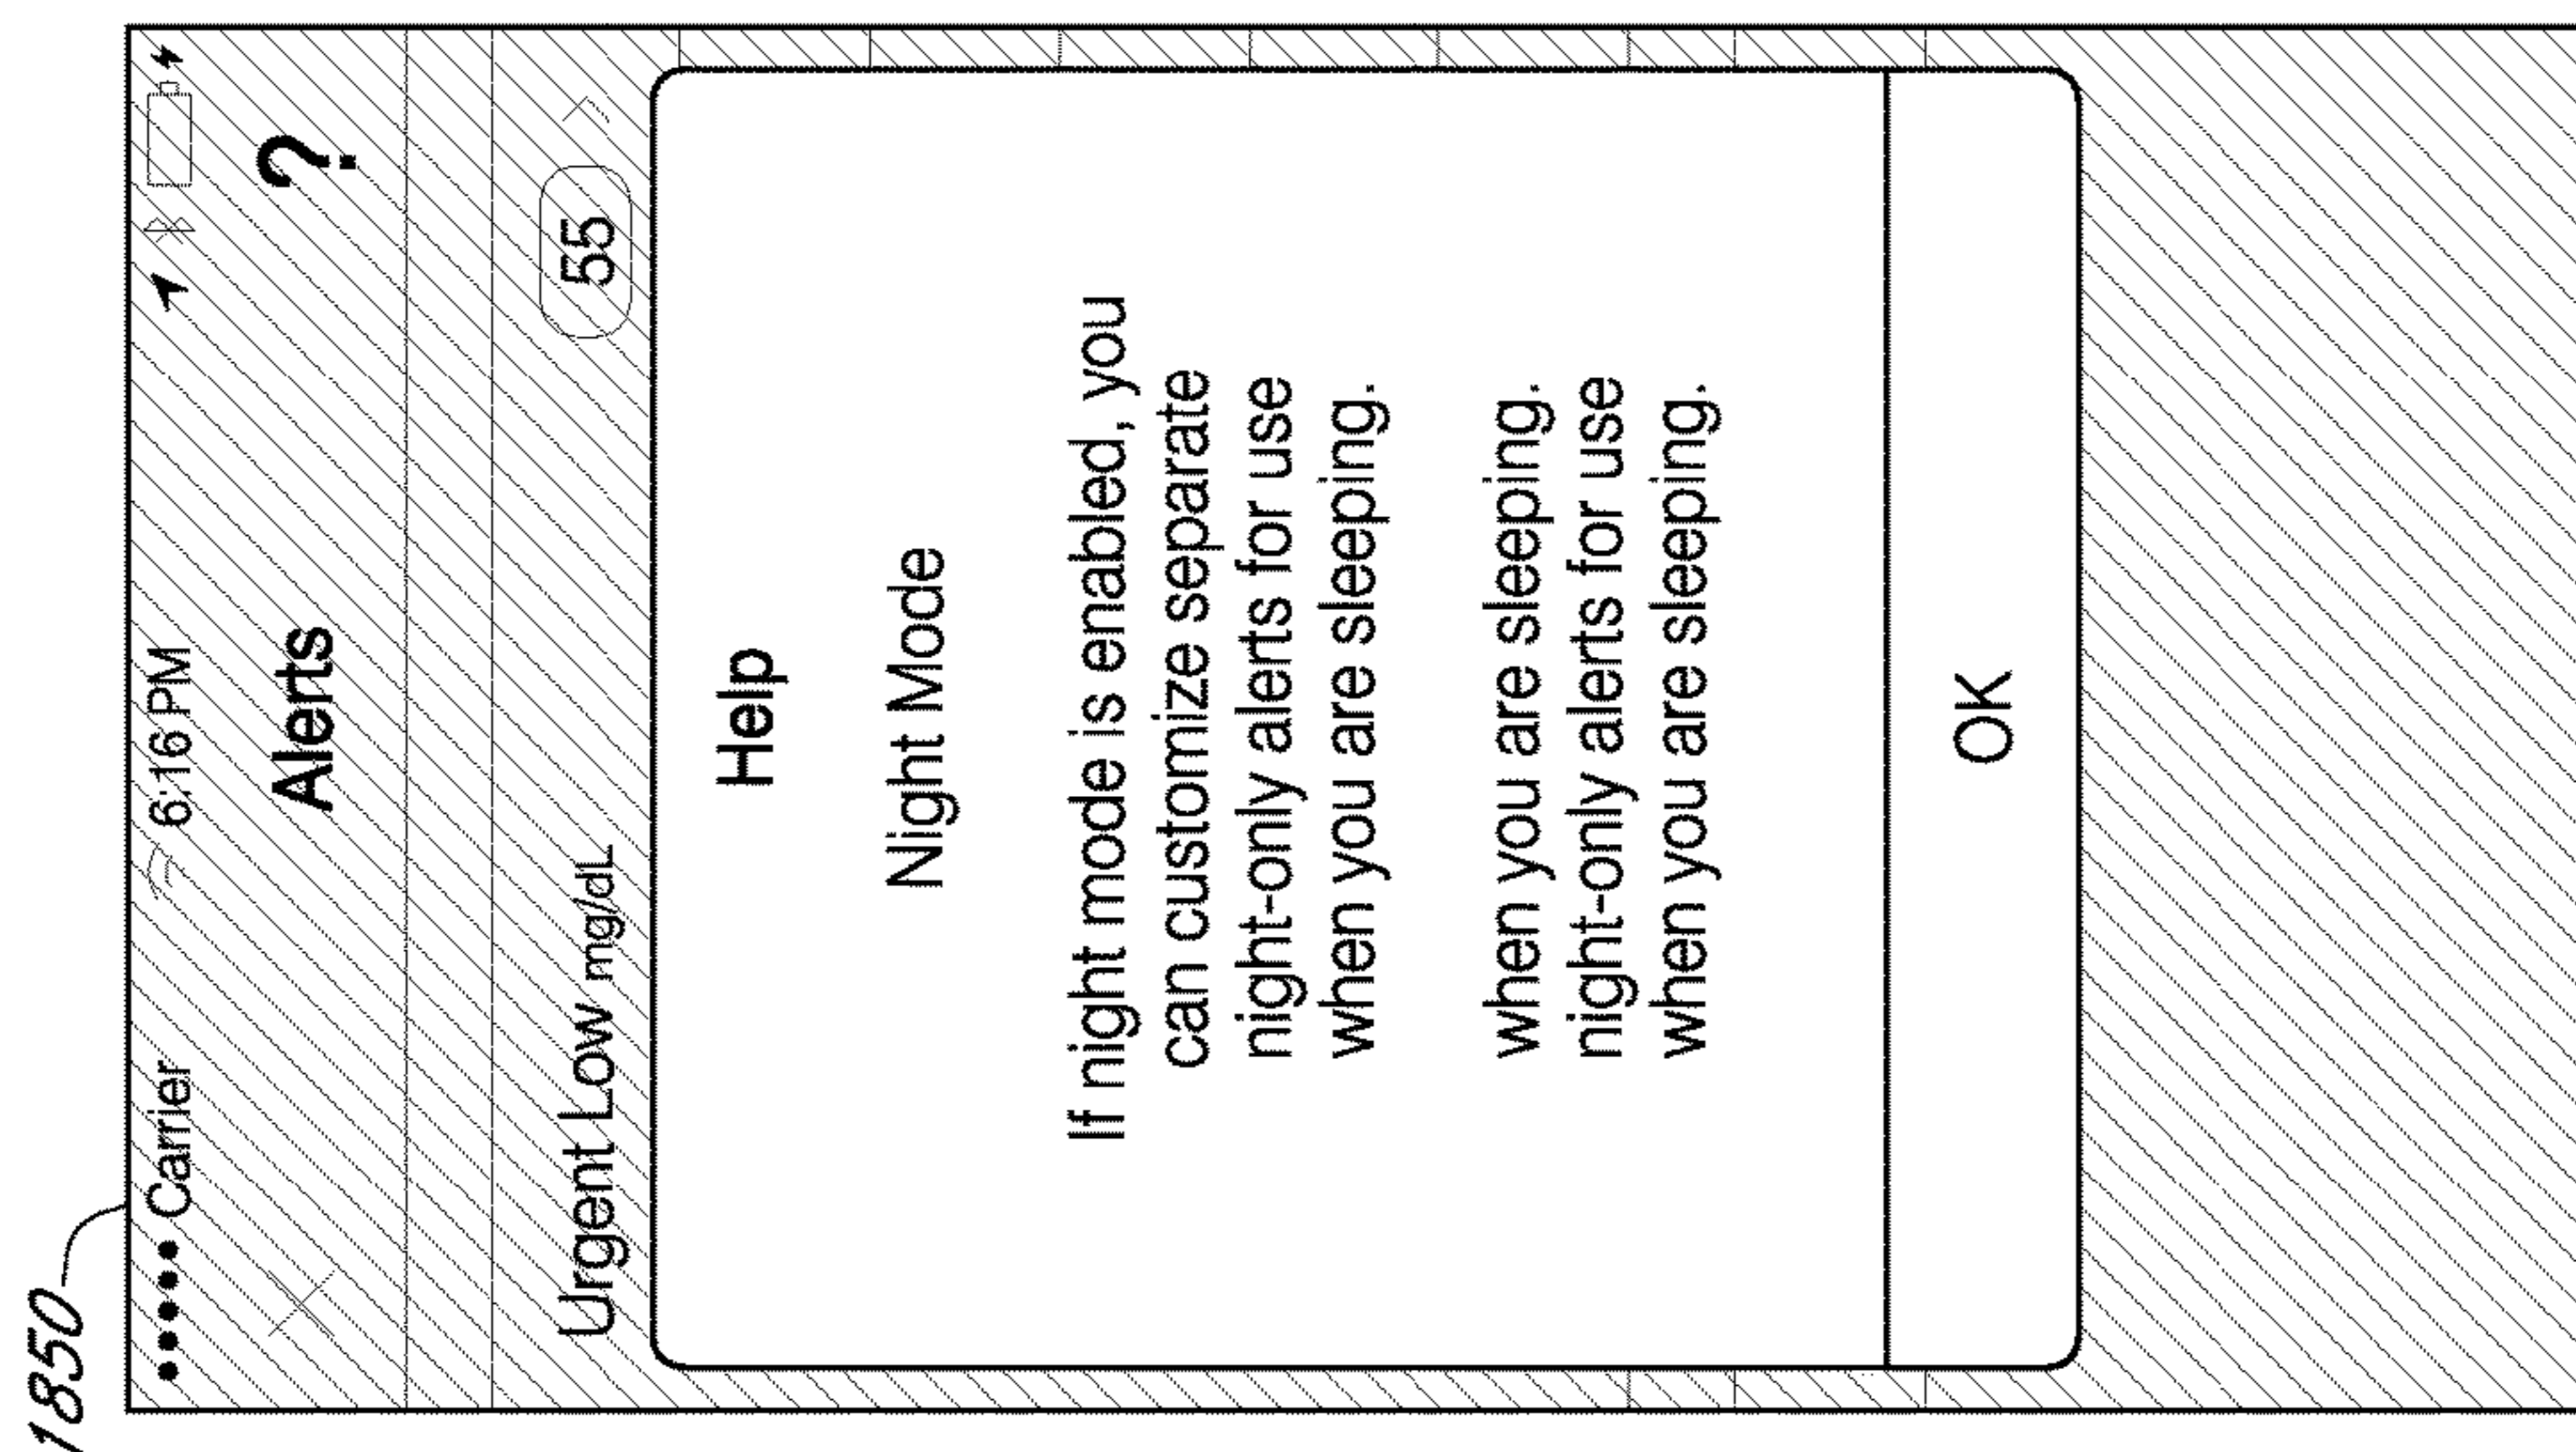 1850
Carrier 6:16 PM
Alerts ?
Urgent Low mg/dL 55
Help
Night Mode
If night mode is enabled, you
can customize separate
night-only alerts for use
when you are sleeping.
when you are sleeping.
night-only alerts for use
when you are sleeping.
OK